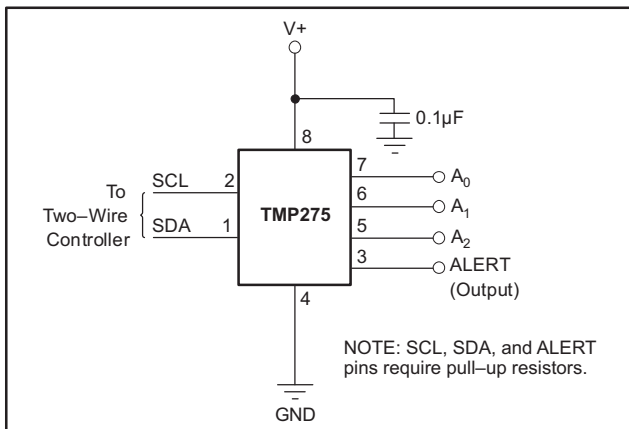 V+
0.1µF
8
7
A0
SCL
2
6
A1
To
Two–Wire
Controller
TMP275
SDA
1
5
A2
3
ALERT
(Output)
4
NOTE: SCL, SDA, and ALERT
pins require pull–up resistors.
GND